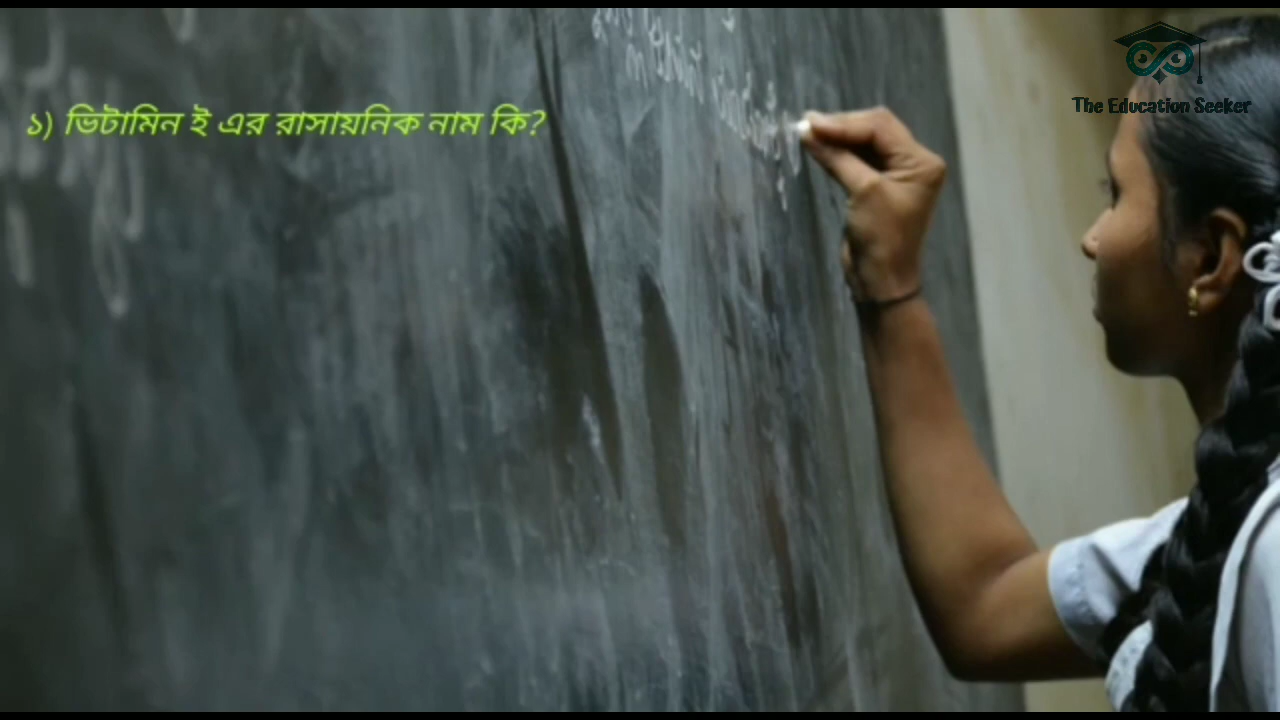 The Education Seeker
১) ভিটামিন ই এর রাসায়নিক নাম কি?